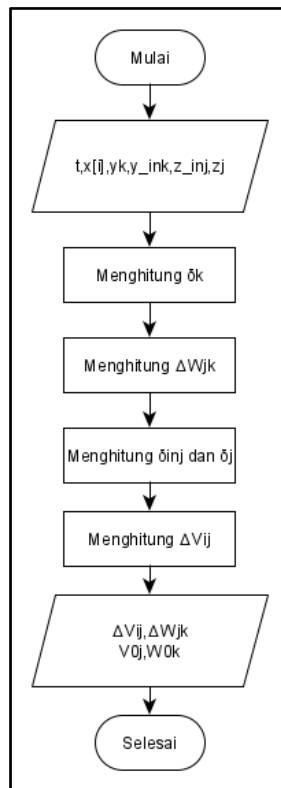 Mulai
t,x[i],yk,y_ink,z_inj,zj
Menghitung δk
Menghitung ΔWjk
Menghitung δinj dan δj
Menghitung ΔVij
ΔVij,ΔWjk
V0j,W0k
Selesai